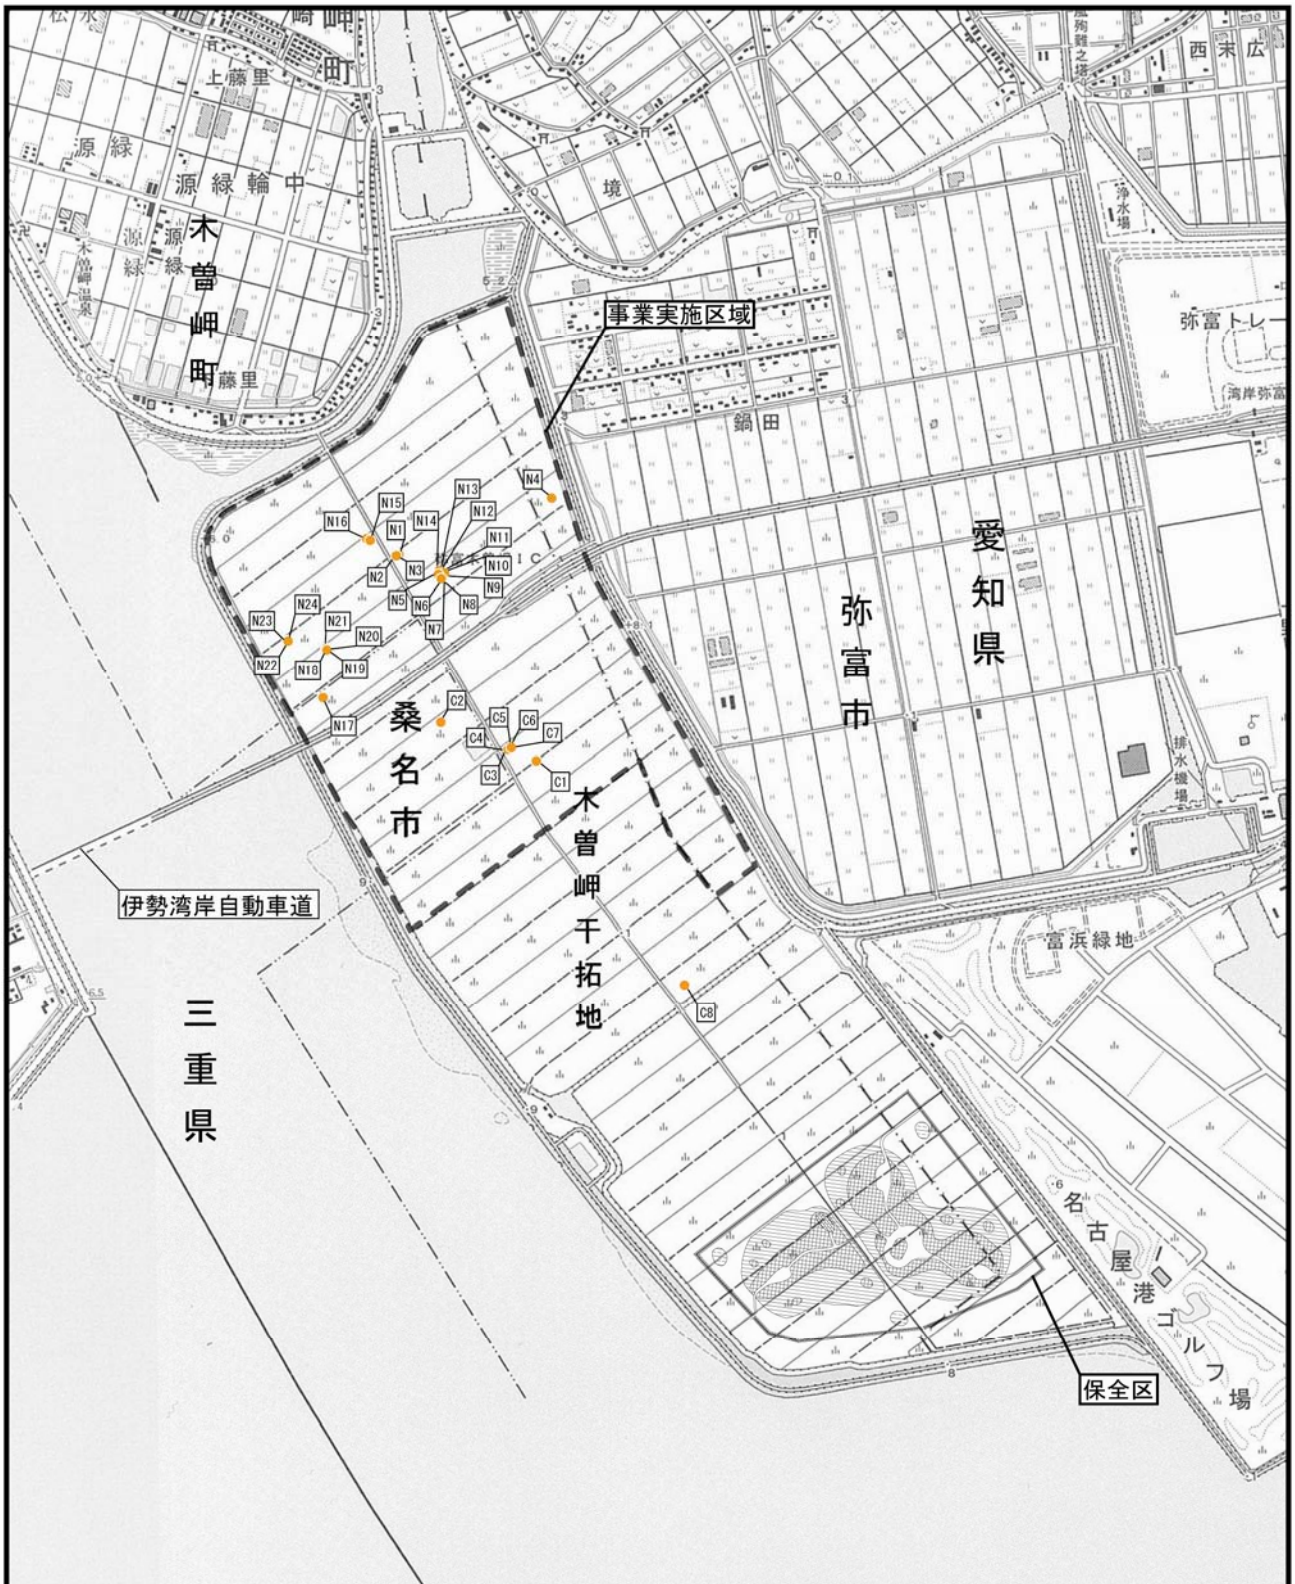 松永
崎
岬
町
上藤里
源緑
源緑輪中
木曽岬町
源緑
源緑
木曽岬温泉
藤里
境
西末広
浄水場
弥富トレー
湾岸弥富
事業実施区域
鍋田
N4
N13
N15
N12
N16
N1
N14
N11
N10
N2
N3
N9
N5
N6
N8
N7
N24
N23
N21
N20
N22
N18
N19
N17
愛知県
弥富市
桑名市
C2
C5
C6
C4
C7
C3
C1
木曽岬干拓地
排水機場
伊勢湾岸自動車道
富浜緑地
三重県
C8
名古屋港ゴルフ場
保全区